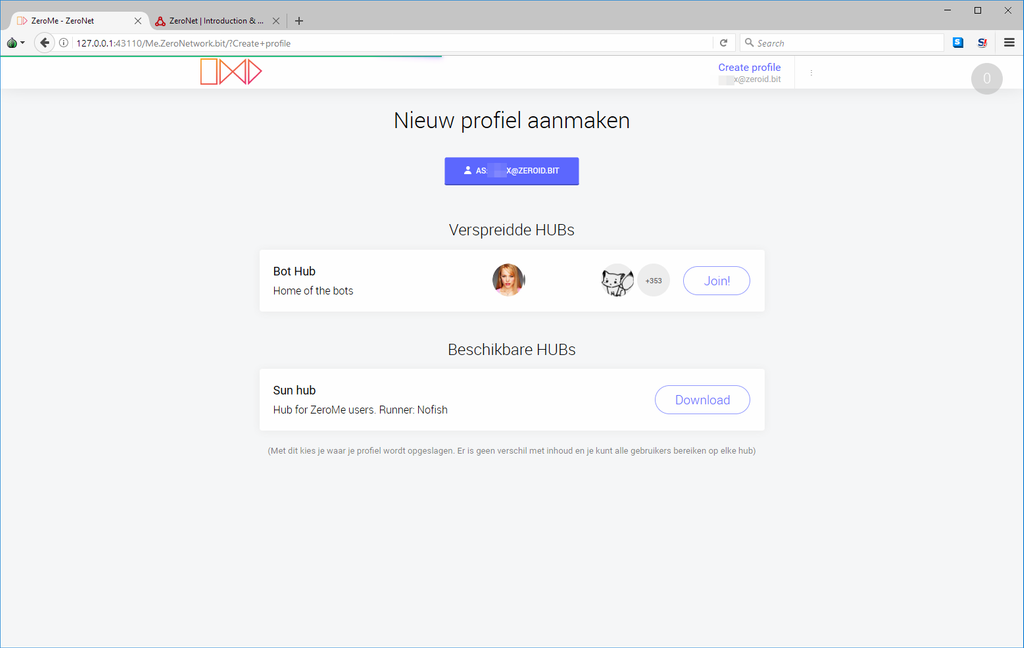 ZeroMe - ZeroNet
ZeroNet | Introduction & ...
127.0.0.1:43110/Me.ZeroNetwork.bit/?Create+profile
Search
Create profile
x@zeroid.bit
0
Nieuw profiel aanmaken
AS X@ZEROID.BIT
Verspreidde HUBs
Bot Hub
Home of the bots
+353
Join!
Beschikbare HUBs
Sun hub
Hub for ZeroMe users. Runner: Nofish
Download
(Met dit kies je waar je profiel wordt opgeslagen. Er is geen verschil met inhoud en je kunt alle gebruikers bereiken op elke hub)